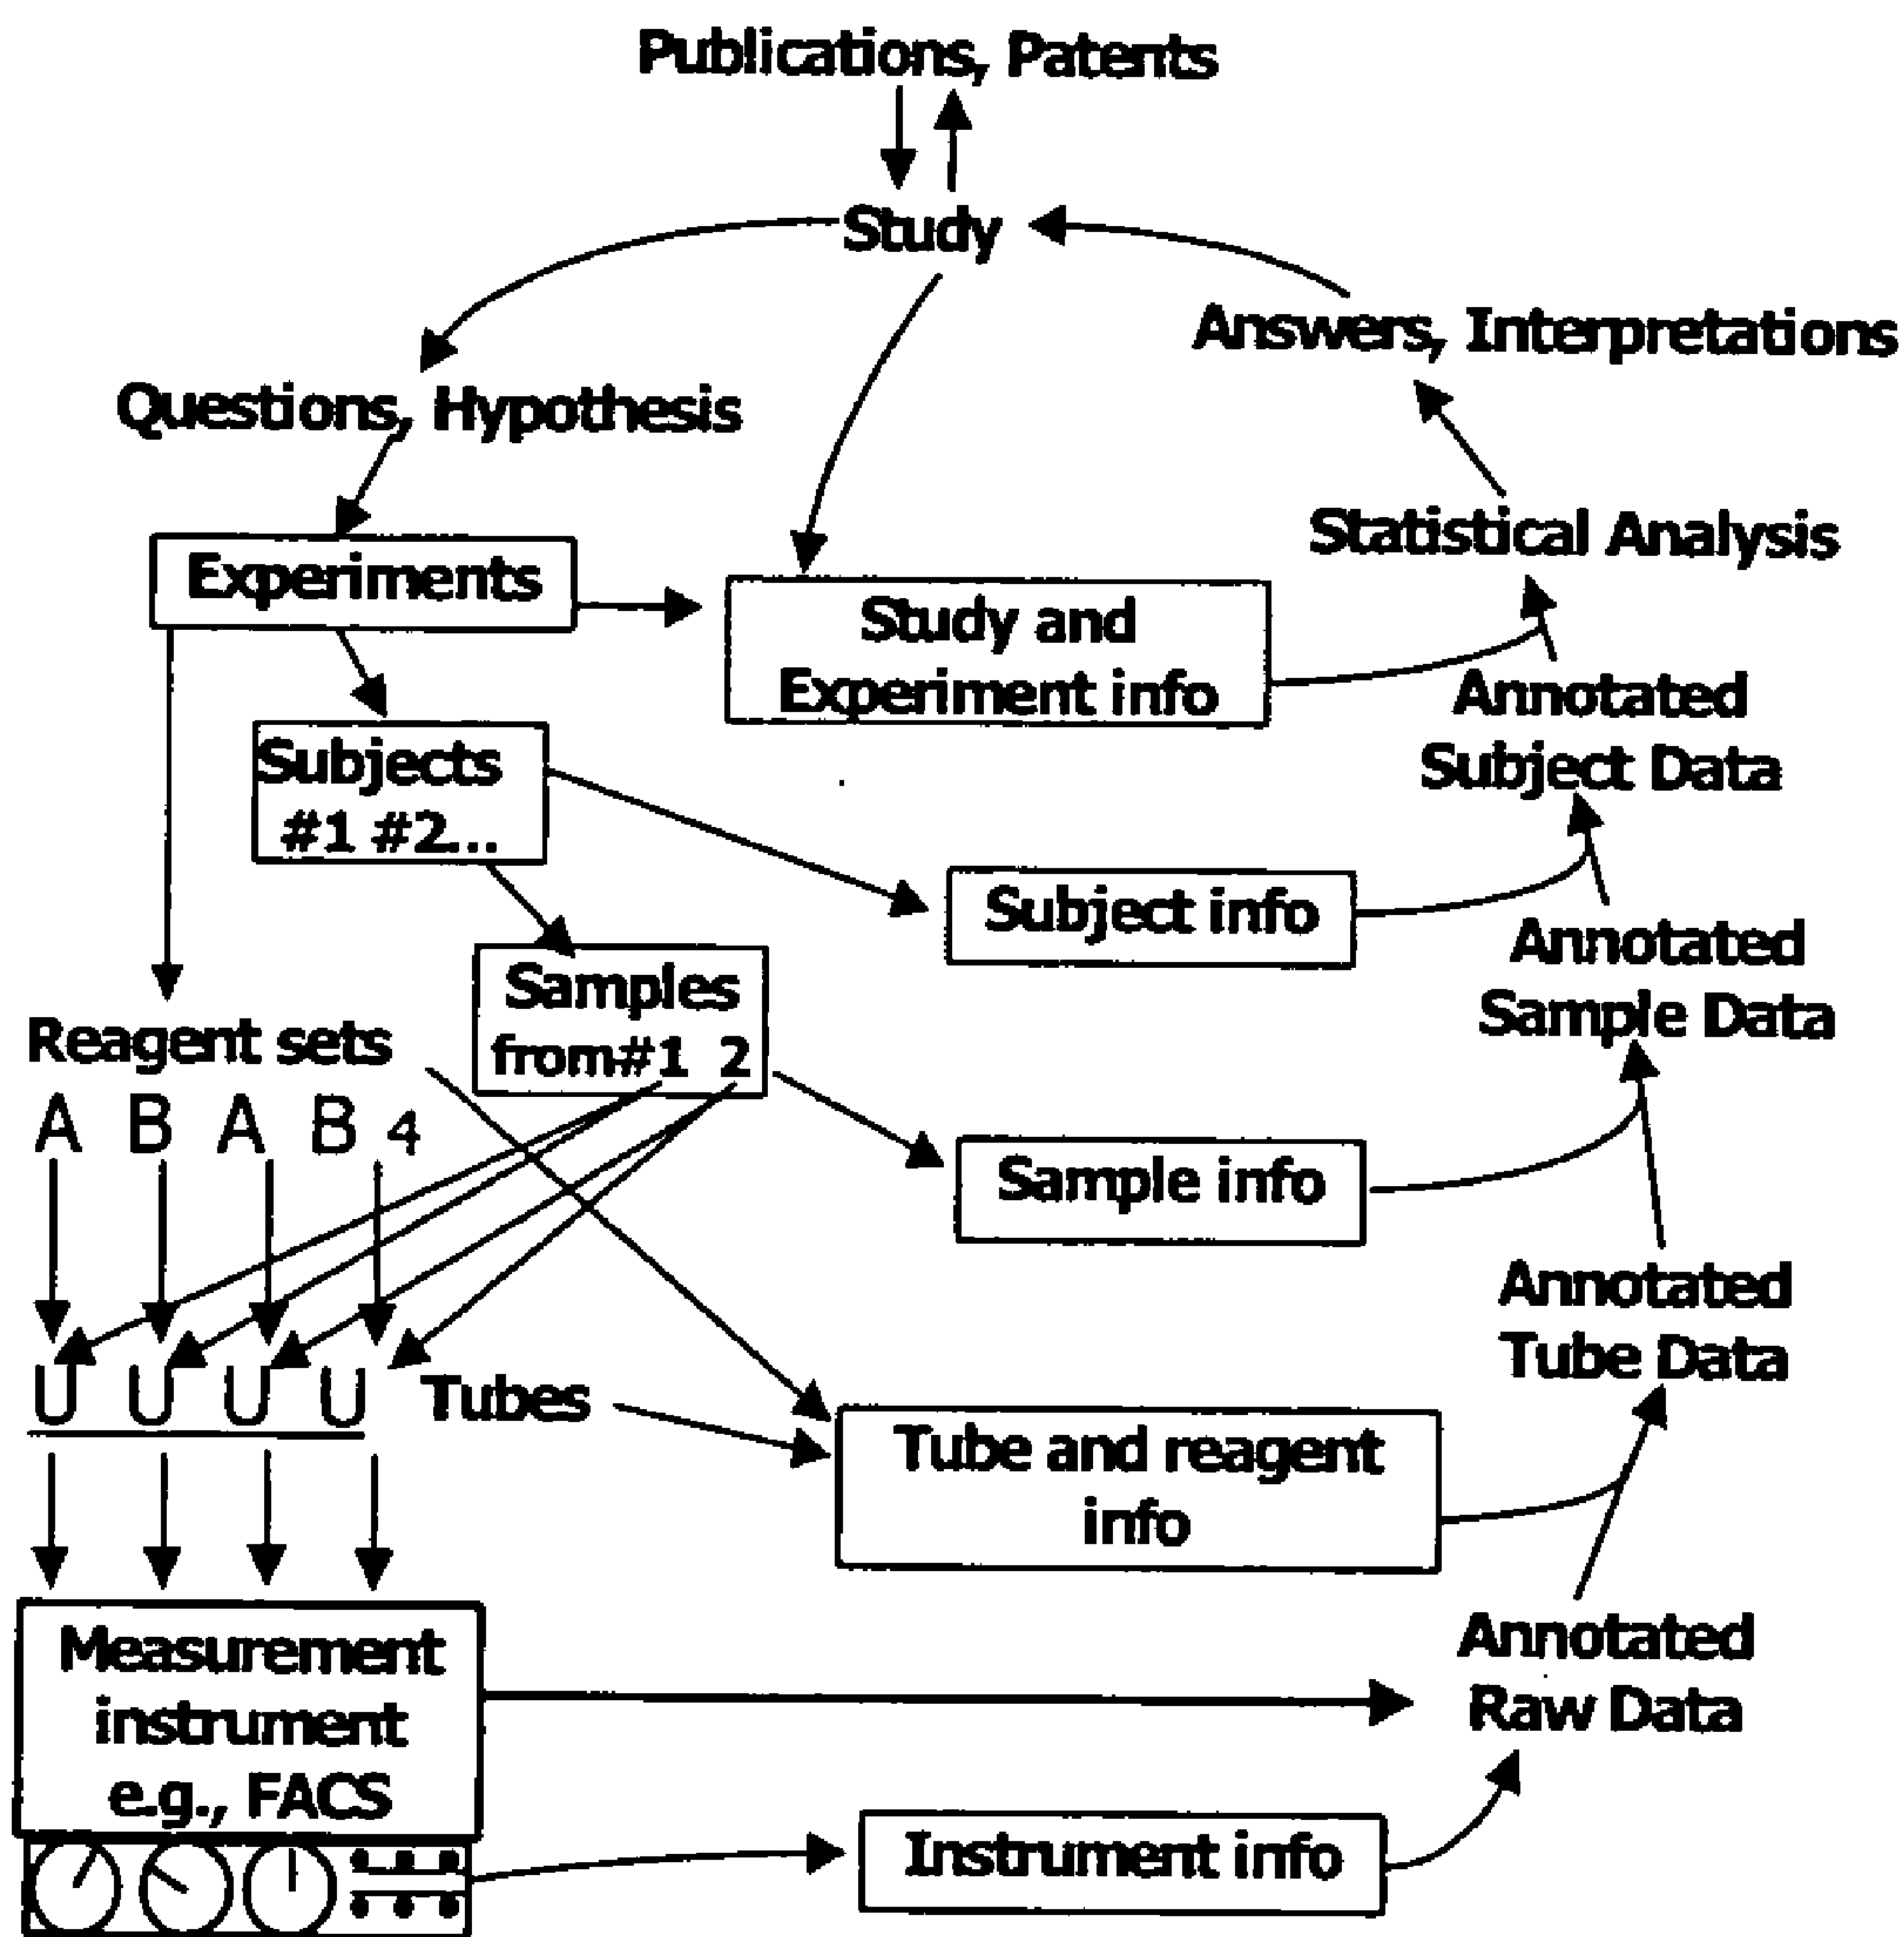 Publications, Patents
Study
Answers, Interpretations
Questions, Hypothesis
Statistical Analysis
Experiments
Study and
Experiment info
Annotated
Subject Data
Subjects
#1 #2...
Subject info
Annotated
Sample Data
Samples
from#1 2
Reagent sets
A B A B 4
Sample info
Annotated
Tube Data
U U U U Tubes
Tube and reagent
info
Annotated
Raw Data
Measurement
instrument
e.g., FACS
Instrument info